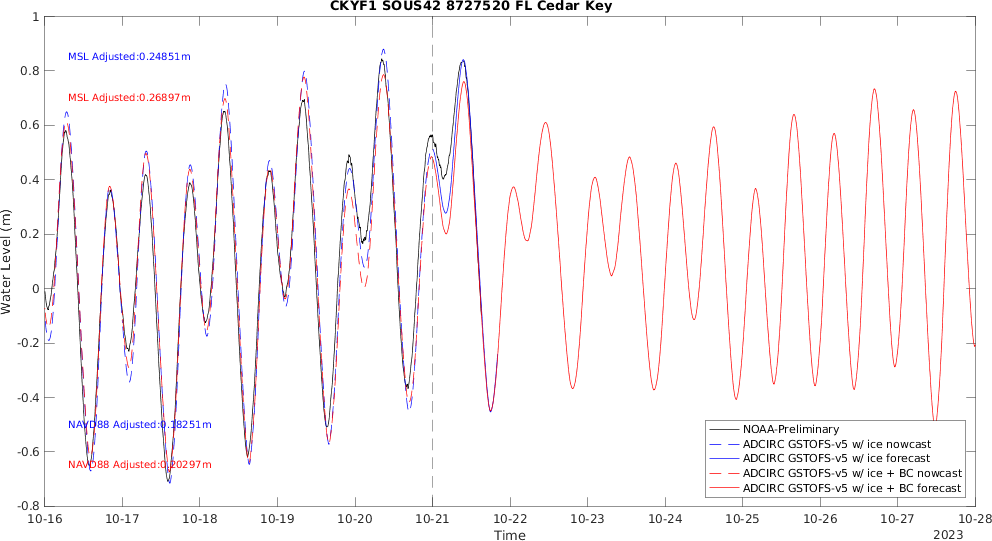 CKYF1 SOUS42 8727520 FL Cedar Key
1
0.8
0.6
0.4
0.2
0
-0.2
-0.4
-0.6
-0.8
Water Level (m)
MSL Adjusted:0.24851m
MSL Adjusted:0.26897m
NAVD88 Adjusted:0.18251m
NAVD88 Adjusted:0.20297m
NOAA-Preliminary
ADCIRC GSTOFS-v5 w/ ice nowcast
ADCIRC GSTOFS-v5 w/ ice forecast
ADCIRC GSTOFS-v5 w/ ice + BC nowcast
ADCIRC GSTOFS-v5 w/ ice + BC forecast
10-16 10-17 10-18 10-19 10-20 10-21 10-22 10-23 10-24 10-25 10-26 10-27 10-28
Time
2023